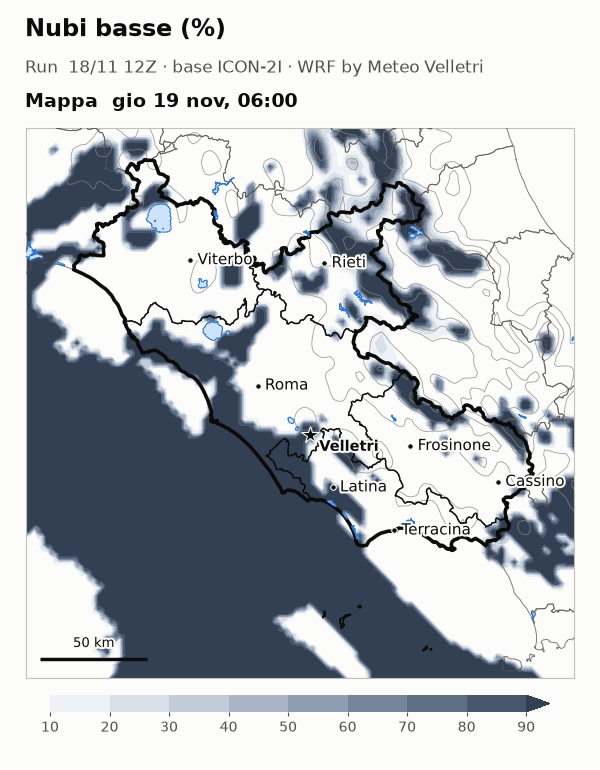 Nubi basse (%)
Run  18/11 12Z · base ICON-2I · WRF by Meteo Velletri
Mappa  gio 19 nov, 06:00
Viterbo
Rieti
Roma
Velletri
Frosinone
Latina
Cassino
Terracina
50 km
10 20 30 40 50 60 70 80 90